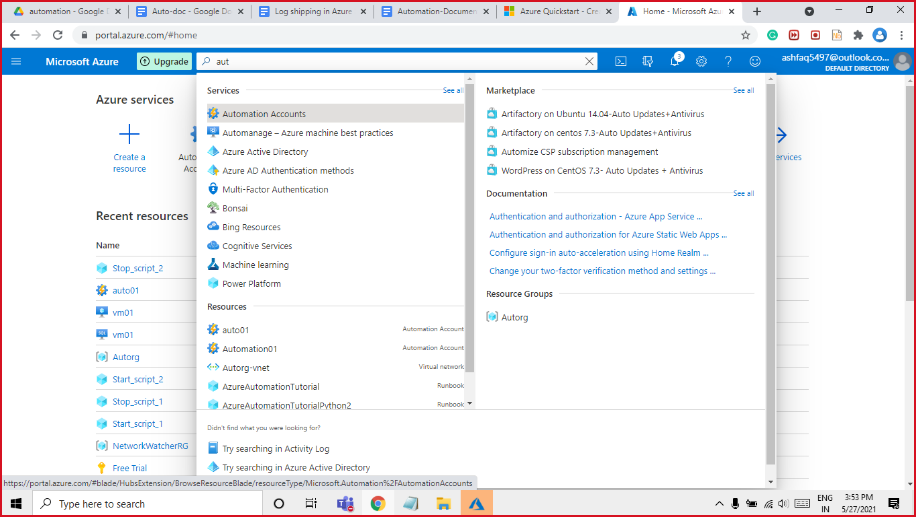 automation - Google D
Auto-doc - Google Do
Log shipping in Azure
Automation-Documen
Azure Quickstart - Cre
Home - Microsoft Azu
portal.azure.com/#home
Microsoft Azure
Upgrade
aut
3
ashfaq5497@outlook.co...
DEFAULT DIRECTORY
Azure services
Create a
resource
Auto
Acc
ervices
Recent resources
Name
Stop_script_2
auto01
vm01
vm01
Autorg
Start_script_2
Stop_script_1
Start_script_1
NetworkWatcherRG
Free Trial
Services
See all
Automation Accounts
Automanage – Azure machine best practices
Azure Active Directory
Azure AD Authentication methods
Multi-Factor Authentication
Bonsai
Bing Resources
Cognitive Services
Machine learning
Power Platform
Resources
auto01 Automation Account
Automation01 Automation Account
Autorg-vnet Virtual network
AzureAutomationTutorial Runbook
AzureAutomationTutorialPython2 Runbook
Marketplace
See all
Artifactory on Ubuntu 14.04-Auto Updates+Antivirus
Artifactory on centos 7.3-Auto Updates+Antivirus
Automize CSP subscription management
WordPress on CentOS 7.3- Auto Updates + Antivirus
Documentation
See all
Authentication and authorization - Azure App Service ...
Authentication and authorization for Azure Static Web Apps ...
Configure sign-in auto-acceleration using Home Realm ...
Change your two-factor verification method and settings ...
Resource Groups
Autorg
Didn't find what you were looking for?
Try searching in Activity Log
Try searching in Azure Active Directory
https://portal.azure.com/#blade/HubsExtension/BrowseResourceBlade/resourceType/Microsoft.Automation%2FAutomationAccounts
Type here to search
ENG
IN
3:53 PM
5/27/2021